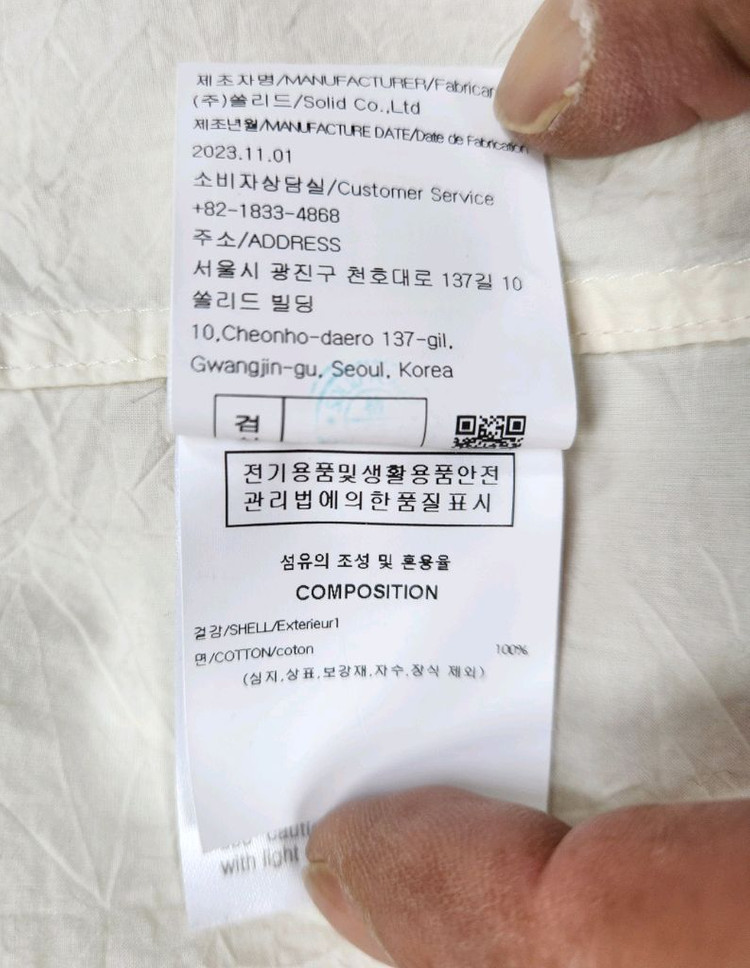 제조자명/MANUFACTURER/Fabrican
(주)쏠리드/Solid Co.,Ltd
제조년월/MANUFACTURE DATE/Date de Fabrication
2023.11.01
소비자상담실/Customer Service
+82-1833-4868
주소/ADDRESS
서울시 광진구 천호대로 137길 10
쏠리드 빌딩
10,Cheonho-daero 137-gil,
Gwangjin-gu, Seoul, Korea
검
전기용품및생활용품안전
관리법에의한품질표시
섬유의 조성 및 혼용율
COMPOSITION
겉감/SHELL/Exterieur1
면/COTTON/coton 100%
(심지,상표,보강재,자수,장식 제외)
with light